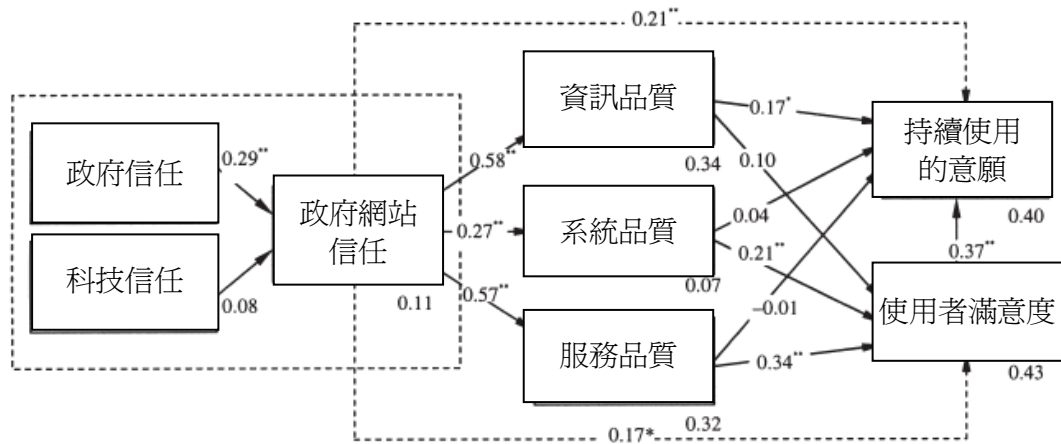 0.21**
資訊品質
0.17*
持續使用
的意願
政府信任
0.29**
0.58**
0.34
0.10
政府網站
信任
0.27**
系統品質
0.04
0.40
0.21**
0.37**
科技信任
0.08
0.11
0.57**
0.07
-0.01
使用者滿意度
服務品質
0.34**
0.43
0.32
0.17*